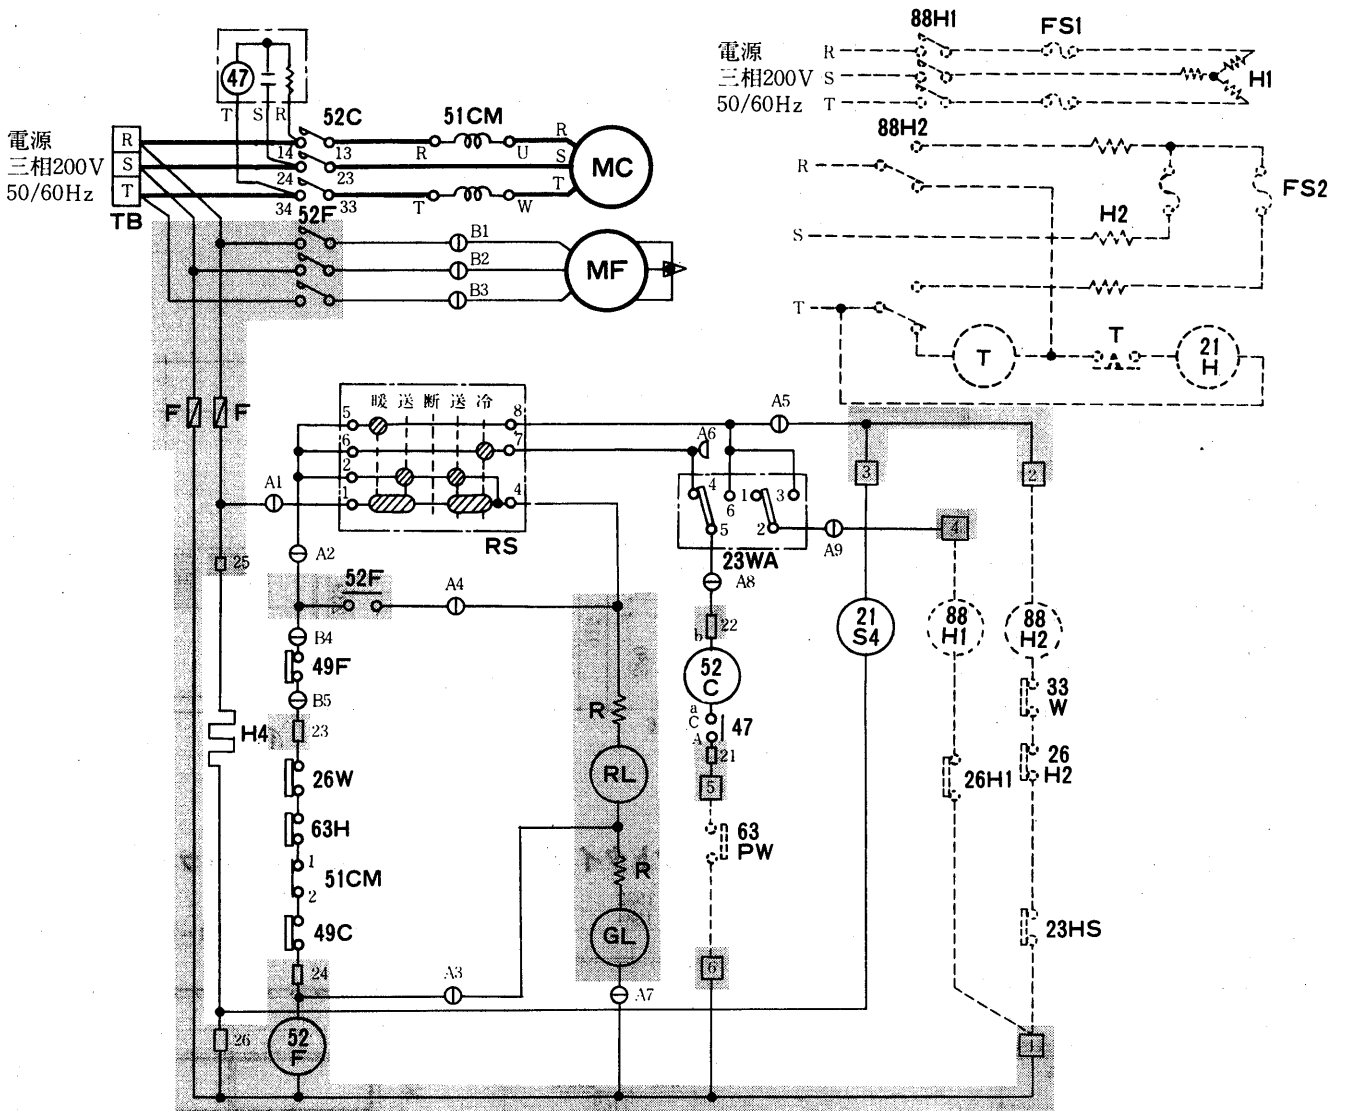 47
T S R
電源
三相200V
50/60Hz
R
S
T
TB
52C
14 13
24 23
34 33
51CM
R U
T W
R
S
T
MC
52F
B1
B2
B3
MF
F F
電源
三相200V
50/60Hz
R
S
T
88H1
FS1
H1
88H2
R
S
T
H2
FS2
T
T
21
H
暖 送 断 送 冷
5 8
6 7
2
1 4
RS
A1
A2
A5
A6
4 6 1 3
5 2
23WA
A9
A8
3
2
4
25
52F
A4
B4
49F
B5
23
H4
26W
63H
1
51CM
2
49C
24
A3
52
F
26
R
RL
R
GL
A7
22
b
52
C
a
C
A
47
21
5
63
PW
6
21
S4
88
H1
88
H2
33
W
26
H2
26H1
23HS
1